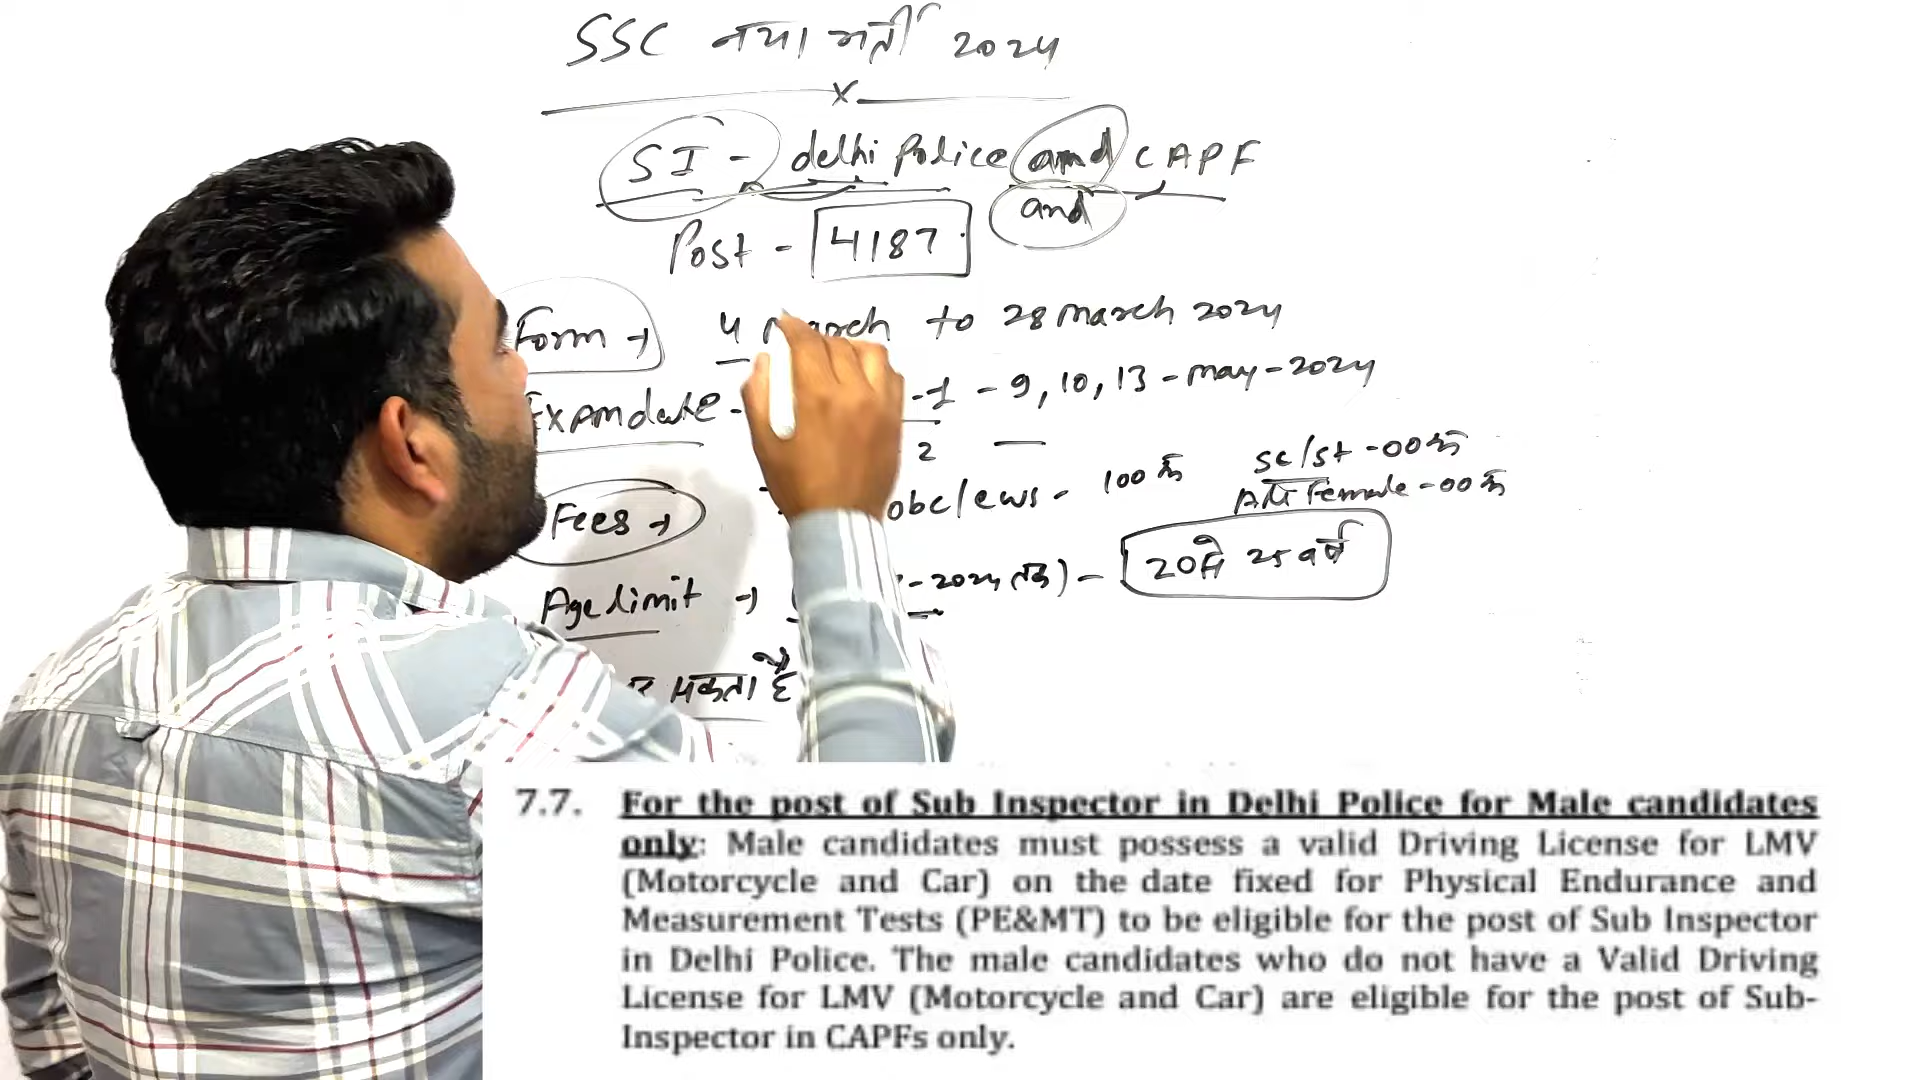 SSC नया भर्ती 2024
x
SI - delhi Police and CAPF
and
Post - 4187
Form → 4 march to 28 march 2024
Exam date - -1 - 9, 10, 13 - may - 2024
2
Fees → obc/ews - 100 रु
SC/St - 00 रु
All Female - 00 रु
Age limit → - 2024 तक) - 20 से 25 वर्ष
सकता है
7.7. For the post of Sub Inspector in Delhi Police for Male candidates
only: Male candidates must possess a valid Driving License for LMV
(Motorcycle and Car) on the date fixed for Physical Endurance and
Measurement Tests (PE&MT) to be eligible for the post of Sub Inspector
in Delhi Police. The male candidates who do not have a Valid Driving
License for LMV (Motorcycle and Car) are eligible for the post of Sub-
Inspector in CAPFs only.